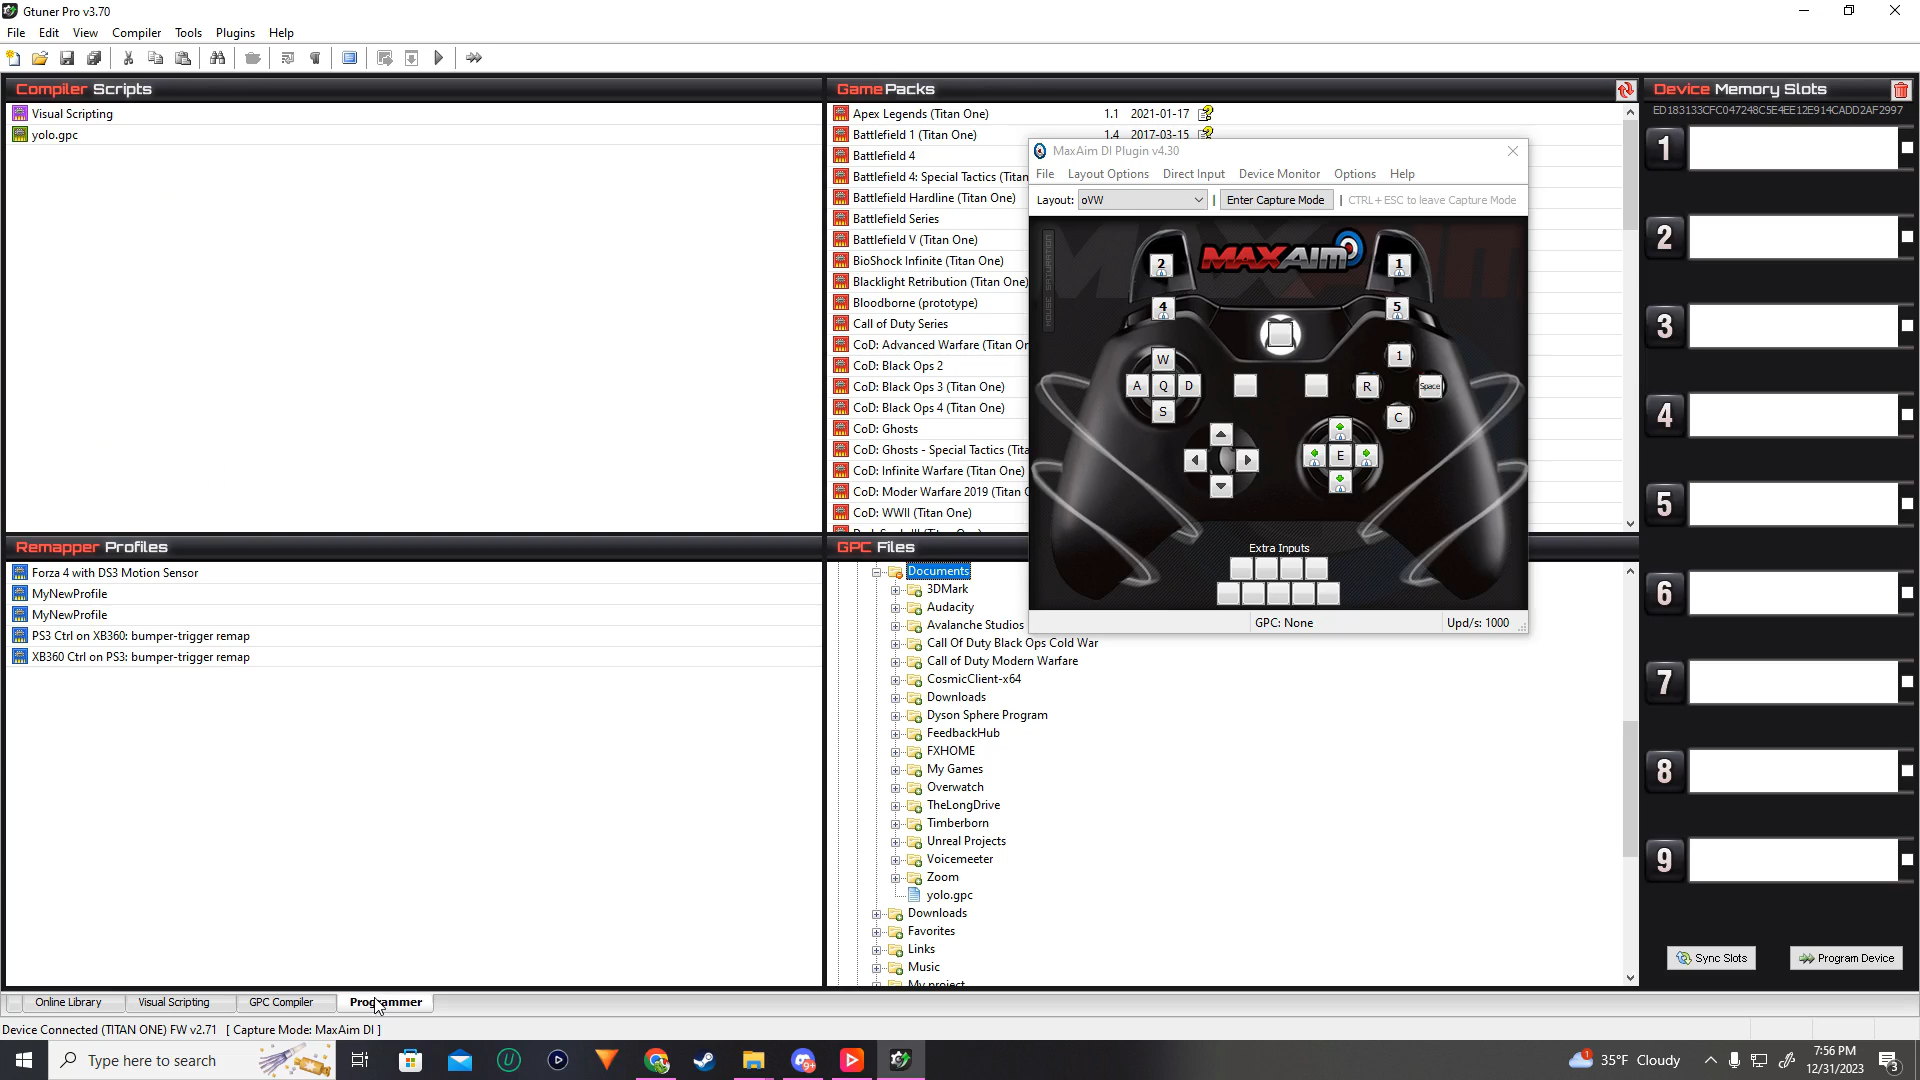 Gtuner Pro v3.70
File Edit View Compiler Tools Plugins Help
Compiler Scripts
Visual Scripting
yolo.gpc
Game Packs
Apex Legends (Titan One) 1.1 2021-01-17
Battlefield 1 (Titan One) 1.4 2017-03-15
Battlefield 4
Battlefield 4: Special Tactics (Titan
Battlefield Hardline (Titan One)
Battlefield Series
Battlefield V (Titan One)
BioShock Infinite (Titan One)
Blacklight Retribution (Titan One)
Bloodborne (prototype)
Call of Duty Series
CoD: Advanced Warfare (Titan On
CoD: Black Ops 2
CoD: Black Ops 3 (Titan One)
CoD: Black Ops 4 (Titan One)
CoD: Ghosts
CoD: Ghosts - Special Tactics (Tita
CoD: Infinite Warfare (Titan One)
CoD: Moder Warfare 2019 (Titan O
CoD: WWII (Titan One)
MaxAim DI Plugin v4.30
File Layout Options Direct Input Device Monitor Options Help
Layout: oVW | Enter Capture Mode | CTRL+ESC to leave Capture Mode
MOUSE SATURATION
MAXAIM
2 1
4 5
W 1
A Q D R Space
S C
E
Extra Inputs
GPC: None Upd/s: 1000
Device Memory Slots
ED183133CFC047248C5E4EE12E914CADD2AF2997
1
2
3
4
5
6
7
8
9
Sync Slots Program Device
Remapper Profiles
Forza 4 with DS3 Motion Sensor
MyNewProfile
MyNewProfile
PS3 Ctrl on XB360: bumper-trigger remap
XB360 Ctrl on PS3: bumper-trigger remap
GPC Files
Documents
3DMark
Audacity
Avalanche Studios
Call Of Duty Black Ops Cold War
Call of Duty Modern Warfare
CosmicClient-x64
Downloads
Dyson Sphere Program
FeedbackHub
FXHOME
My Games
Overwatch
TheLongDrive
Timberborn
Unreal Projects
Voicemeeter
Zoom
yolo.gpc
Downloads
Favorites
Links
Music
My project
Online Library Visual Scripting GPC Compiler Programmer
Device Connected (TITAN ONE) FW v2.71 [ Capture Mode: MaxAim DI ]
Type here to search
35°F Cloudy
7:56 PM
12/31/2023